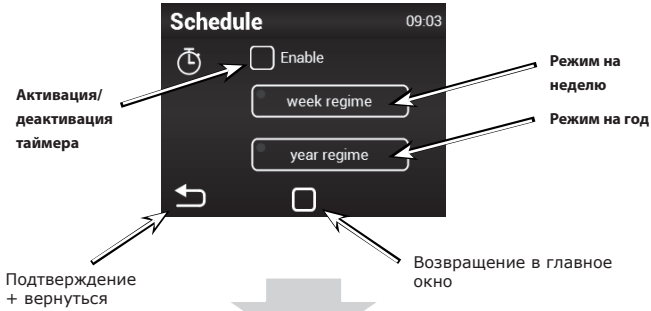 Schedule 09:03
Enable
week regime
year regime
Активация/
деактивация
таймера
Режим на
неделю
Режим на год
Подтверждение
+ вернуться
Возвращение в главное
окно